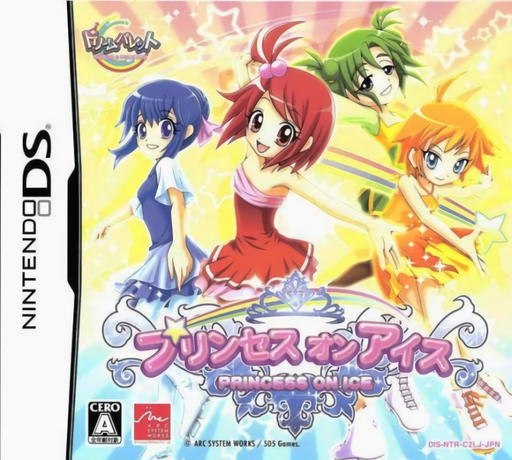 NINTENDO DS
ドリームパレット
プリンセス オン アイス
PRINCESS ON ICE
CERO
A
全年齢対象
Arc
ARC
SYSTEM
WORKS
© ARC SYSTEM WORKS / 505 Games.
DIS-NTR-C2LJ-JPN